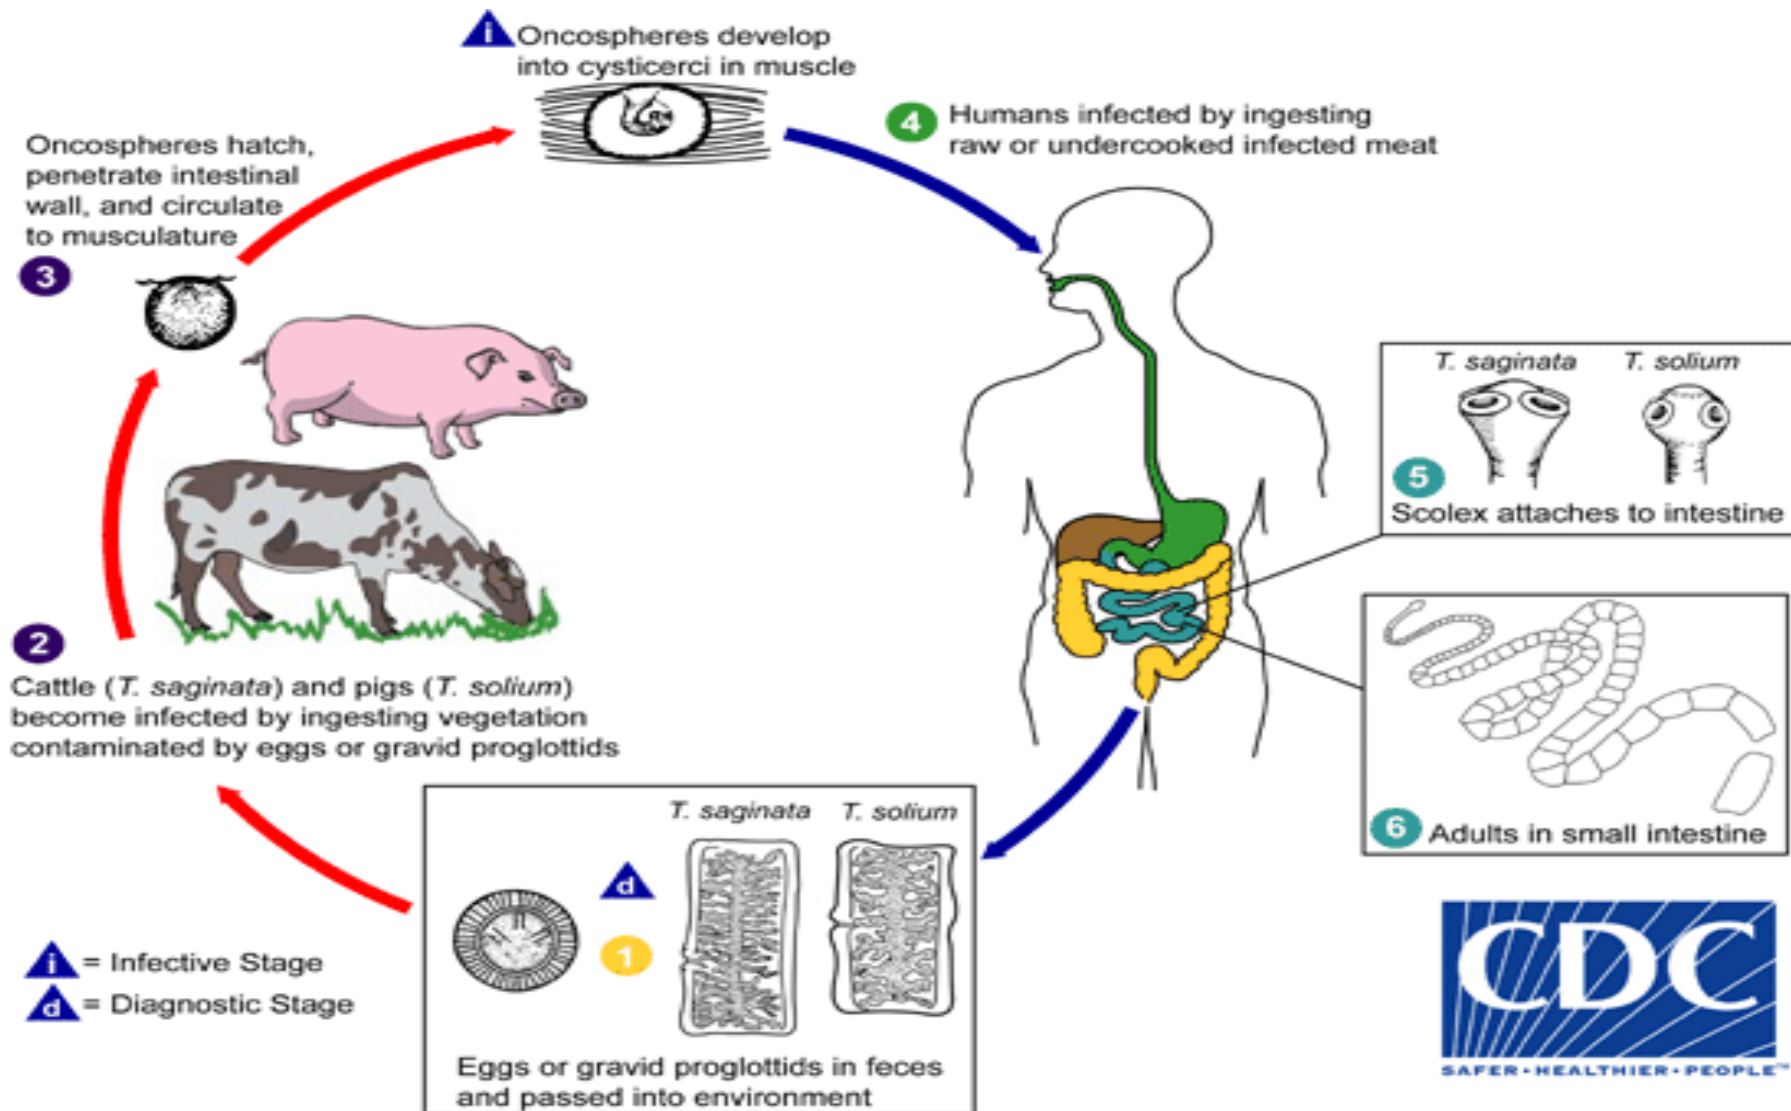 i
Oncospheres develop
into cysticerci in muscle
4
Humans infected by ingesting
raw or undercooked infected meat
Oncospheres hatch,
penetrate intestinal
wall, and circulate
to musculature
3
T. saginata T. solium
5
Scolex attaches to intestine
2
Cattle (T. saginata) and pigs (T. solium)
become infected by ingesting vegetation
contaminated by eggs or gravid proglottids
6 Adults in small intestine
T. saginata T. solium
d
1
Eggs or gravid proglottids in feces
and passed into environment
i = Infective Stage
d = Diagnostic Stage
CDC
SAFER·HEALTHIER·PEOPLE™